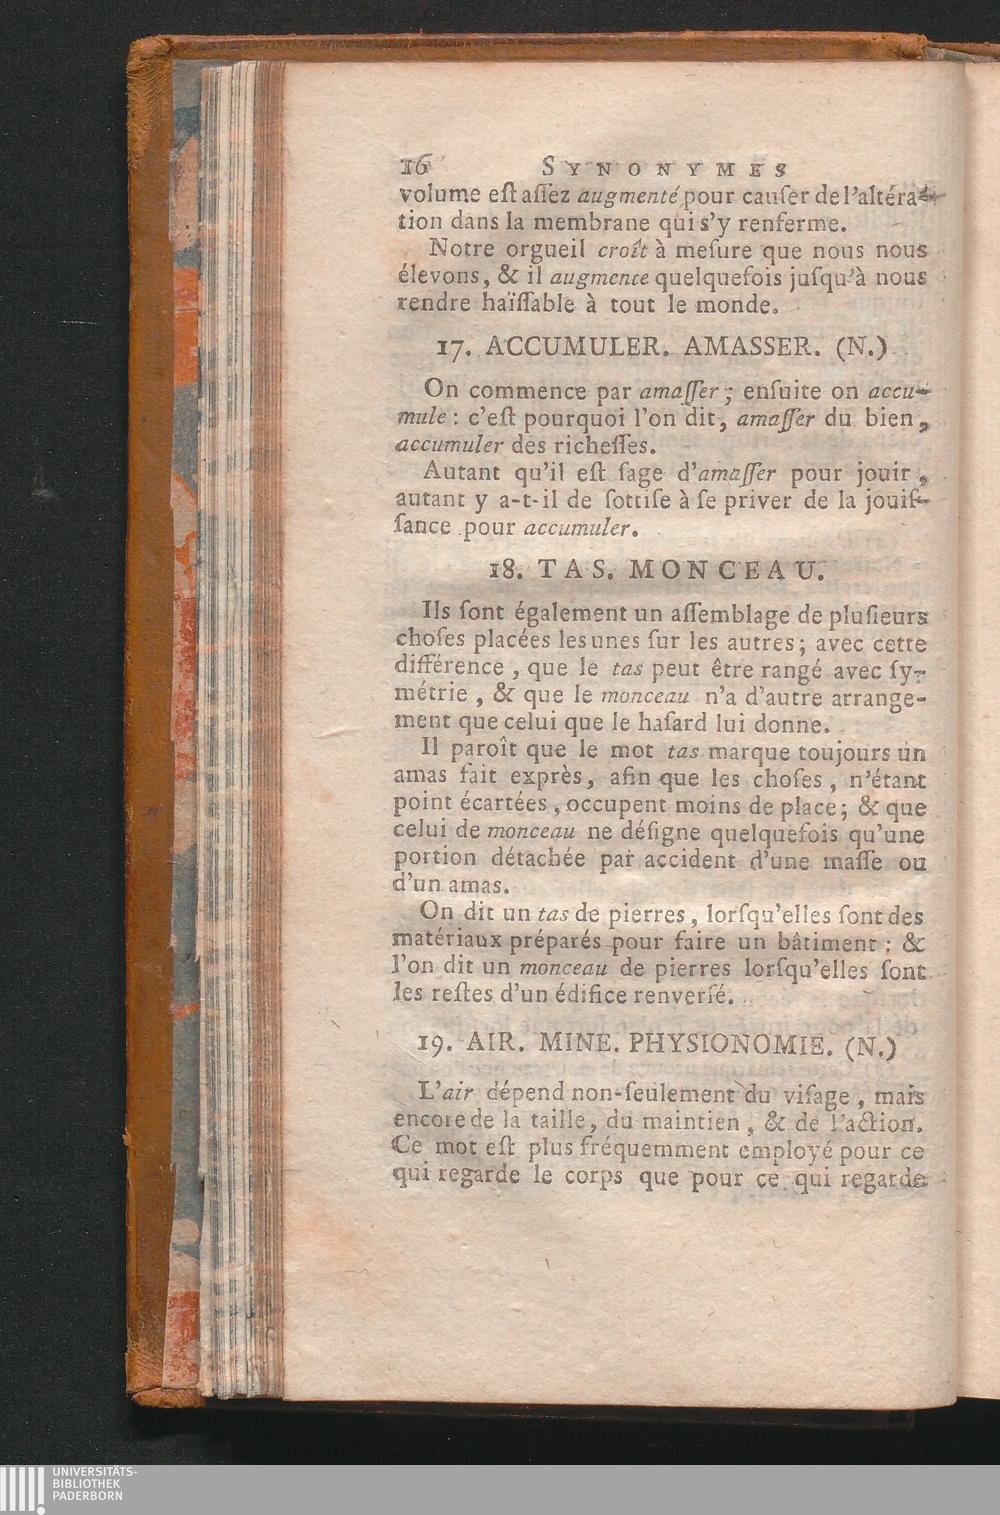 16 SYNONYMES
volume eſt aſſez augmenté pour cauſer de l'altéra-
tion dans la membrane qui s'y renferme.
Notre orgueil croît à meſure que nous nous
élevons, & il augmente quelquefois juſqu'à nous
rendre haïſſable à tout le monde.
17. ACCUMULER. AMASSER. (N.)
On commence par amaſſer; enſuite on accu-
mule : c'eſt pourquoi l'on dit, amaſſer du bien,
accumuler des richeſſes.
Autant qu'il eſt ſage d'amaſſer pour jouir,
autant y a-t-il de ſottiſe à ſe priver de la jouiſ-
ſance pour accumuler.
18. TAS. MONCEAU.
Ils ſont également un aſſemblage de pluſieurs
choſes placées les unes ſur les autres; avec cette
différence, que le tas peut être rangé avec ſy-
métrie, & que le monceau n'a d'autre arrange-
ment que celui que le haſard lui donne.
Il paroît que le mot tas marque toujours un
amas fait exprès, afin que les choſes, n'étant
point écartées, occupent moins de place; & que
celui de monceau ne déſigne quelquefois qu'une
portion détachée par accident d'une maſſe ou
d'un amas.
On dit un tas de pierres, lorſqu'elles ſont des
matériaux préparés pour faire un bâtiment : &
l'on dit un monceau de pierres lorſqu'elles ſont
les reſtes d'un édifice renverſé.
19. AIR. MINE. PHYSIONOMIE. (N.)
L'air dépend non-ſeulement du viſage, mais
encore de la taille, du maintien, & de l'action.
Ce mot eſt plus fréquemment employé pour ce
qui regarde le corps que pour ce qui regarde
UNIVERSITÄTS-
BIBLIOTHEK
PADERBORN